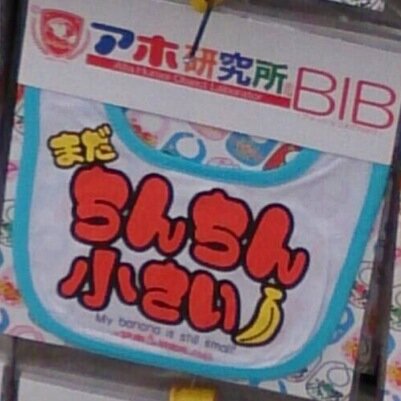 アホ研究所
BIB
まだ
ちんちん
小さい
My banana is still small!